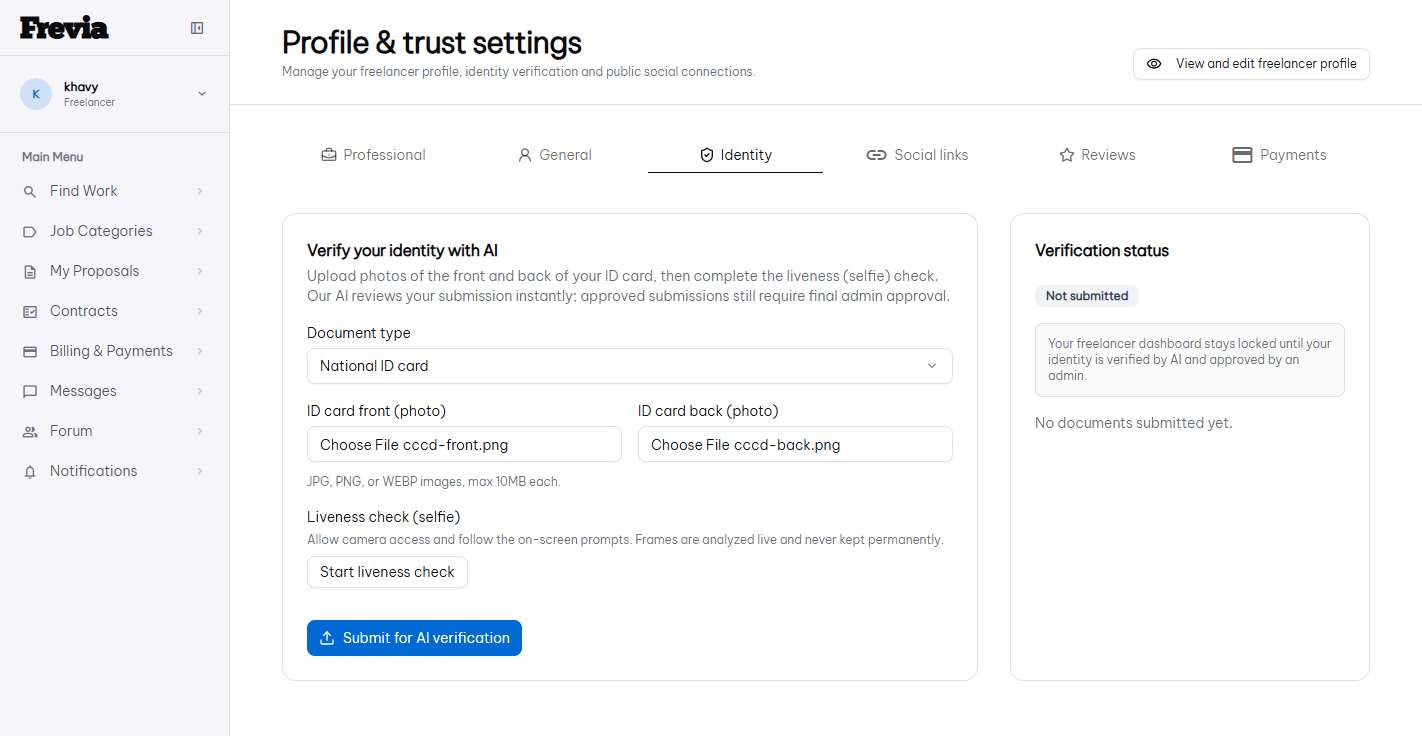 Frevia
K
khavy
Freelancer
Main Menu
Find Work
Job Categories
My Proposals
Contracts
Billing & Payments
Messages
Forum
Notifications
Profile & trust settings
Manage your freelancer profile, identity verification and public social connections.
View and edit freelancer profile
Professional
General
Identity
Social links
Reviews
Payments
Verify your identity with AI
Upload photos of the front and back of your ID card, then complete the liveness (selfie) check.
Our AI reviews your submission instantly; approved submissions still require final admin approval.
Document type
National ID card
ID card front (photo)
ID card back (photo)
Choose File cccd-front.png
Choose File cccd-back.png
JPG, PNG, or WEBP images, max 10MB each.
Liveness check (selfie)
Allow camera access and follow the on-screen prompts. Frames are analyzed live and never kept permanently.
Start liveness check
Submit for AI verification
Verification status
Not submitted
Your freelancer dashboard stays locked until your
identity is verified by AI and approved by an
admin.
No documents submitted yet.